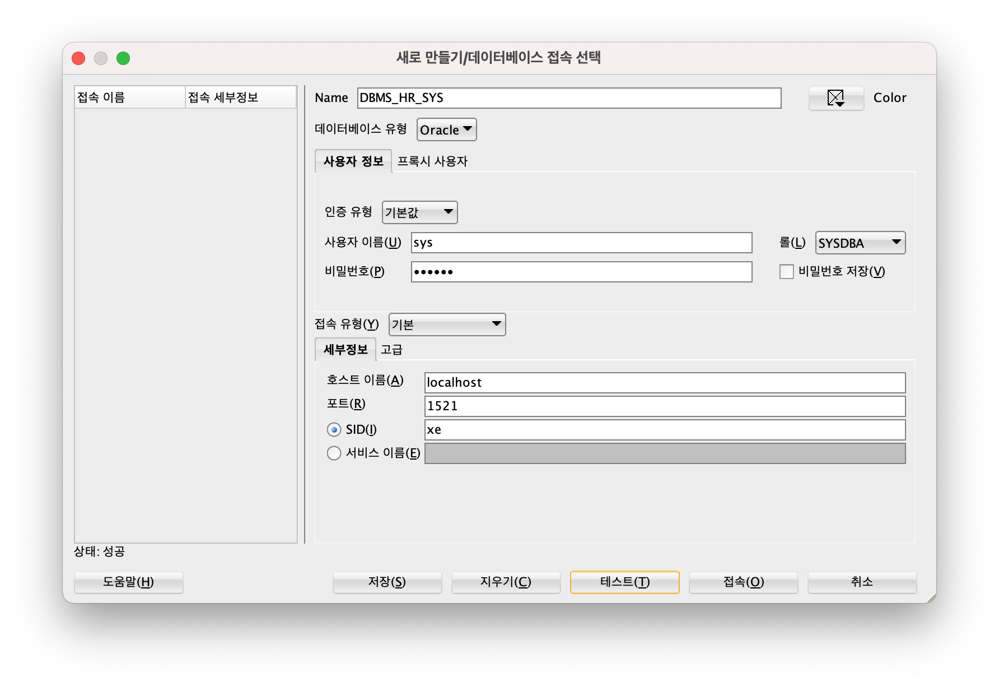 새로 만들기/데이터베이스 접속 선택
접속 이름 접속 세부정보
Name DBMS_HR_SYS Color
데이터베이스 유형 Oracle
사용자 정보 프록시 사용자
인증 유형 기본값
사용자 이름(U) sys 롤(L) SYSDBA
비밀번호(P) •••••• 비밀번호 저장(V)
접속 유형(Y) 기본
세부정보 고급
호스트 이름(A) localhost
포트(R) 1521
SID(I) xe
서비스 이름(E)
상태: 성공
도움말(H) 저장(S) 지우기(C) 테스트(T) 접속(O) 취소